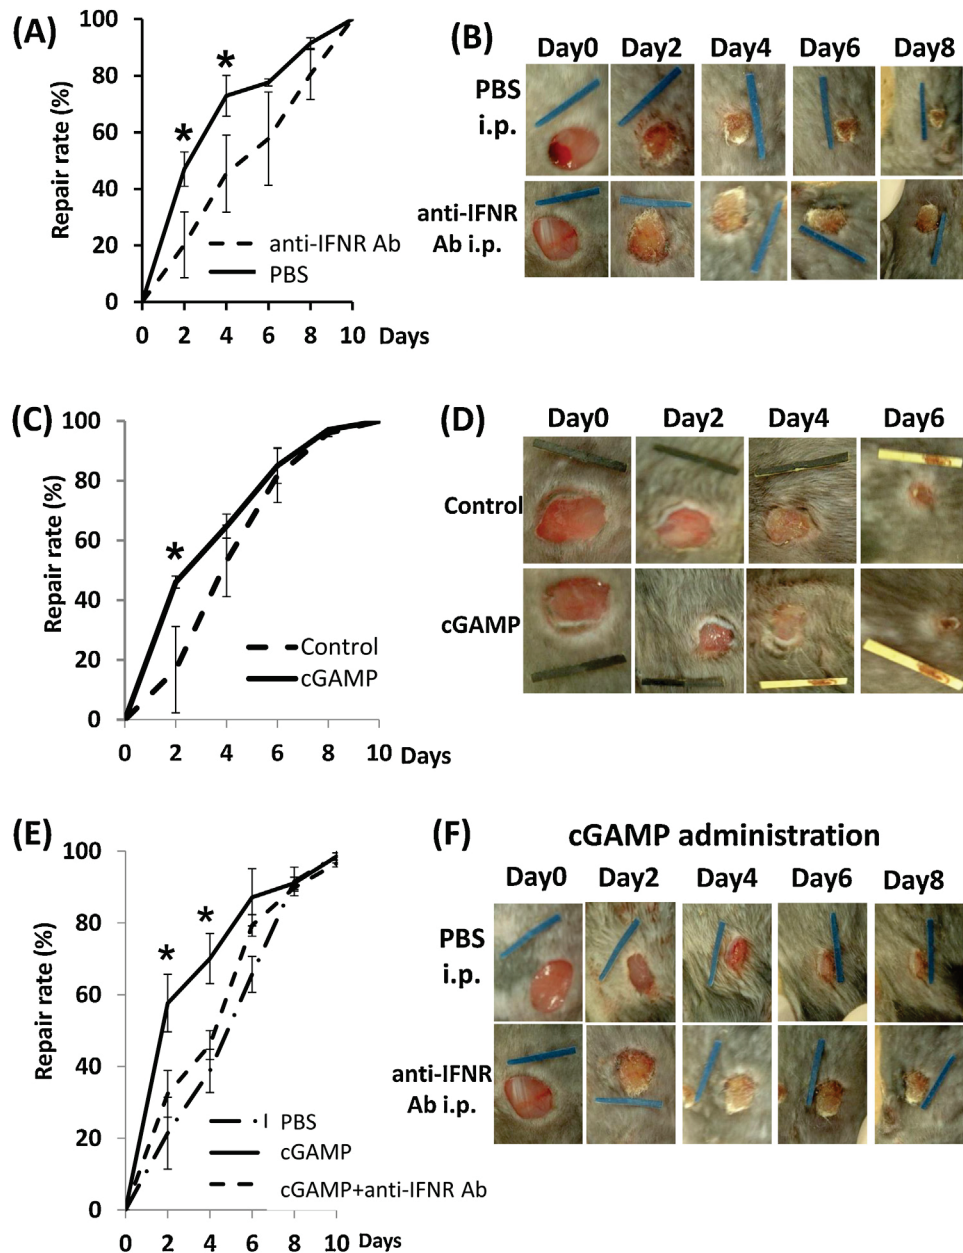 (A)
Repair rate (%)
100
80
60
40
20
0
*
*
anti-IFNR Ab
PBS
0 2 4 6 8 10 Days
(B)
Day0 Day2 Day4 Day6 Day8
PBS
i.p.
anti-IFNR
Ab i.p.
(C)
Repair rate (%)
100
80
60
40
20
0
*
Control
cGAMP
0 2 4 6 8 10 Days
(D)
Day0 Day2 Day4 Day6
Control
cGAMP
(E)
Repair rate (%)
100
80
60
40
20
0
*
*
PBS
cGAMP
cGAMP+anti-IFNR Ab
0 2 4 6 8 10 Days
(F)
cGAMP administration
Day0 Day2 Day4 Day6 Day8
PBS
i.p.
anti-IFNR
Ab i.p.